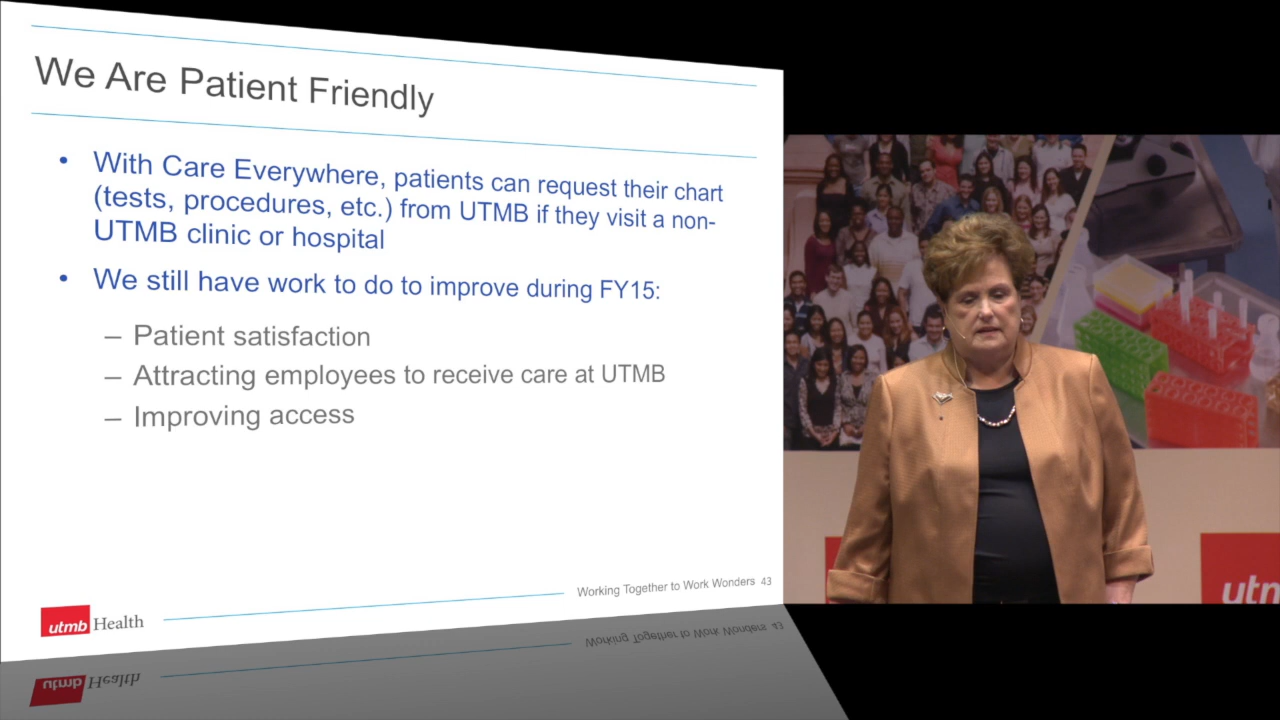 We Are Patient Friendly
• With Care Everywhere, patients can request their chart
(tests, procedures, etc.) from UTMB if they visit a non-
UTMB clinic or hospital
• We still have work to do to improve during FY15:
– Patient satisfaction
– Attracting employees to receive care at UTMB
– Improving access
Working Together to Work Wonders 43
utmb Health
utm